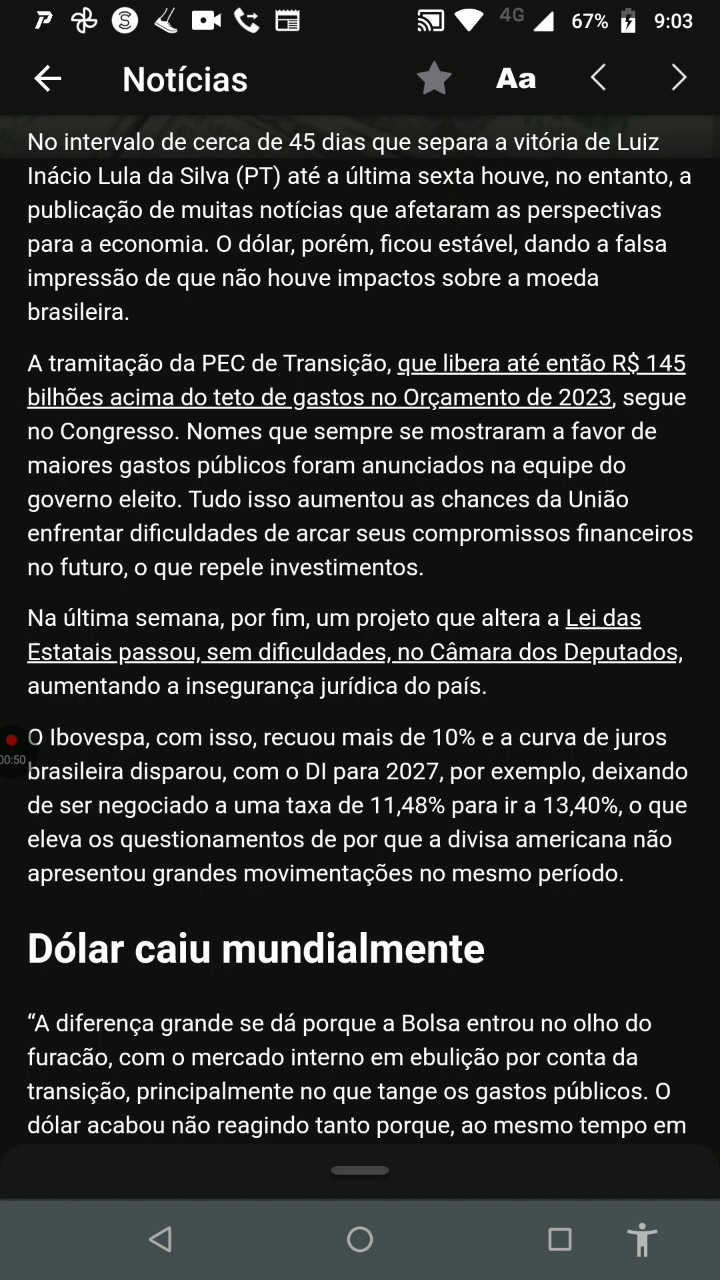 4G 67% 9:03
Notícias Aa
No intervalo de cerca de 45 dias que separa a vitória de Luiz
Inácio Lula da Silva (PT) até a última sexta houve, no entanto, a
publicação de muitas notícias que afetaram as perspectivas
para a economia. O dólar, porém, ficou estável, dando a falsa
impressão de que não houve impactos sobre a moeda
brasileira.
A tramitação da PEC de Transição, que libera até então R$ 145
bilhões acima do teto de gastos no Orçamento de 2023, segue
no Congresso. Nomes que sempre se mostraram a favor de
maiores gastos públicos foram anunciados na equipe do
governo eleito. Tudo isso aumentou as chances da União
enfrentar dificuldades de arcar seus compromissos financeiros
no futuro, o que repele investimentos.
Na última semana, por fim, um projeto que altera a Lei das
Estatais passou, sem dificuldades, no Câmara dos Deputados,
aumentando a insegurança jurídica do país.
O Ibovespa, com isso, recuou mais de 10% e a curva de juros
00:50
brasileira disparou, com o DI para 2027, por exemplo, deixando
de ser negociado a uma taxa de 11,48% para ir a 13,40%, o que
eleva os questionamentos de por que a divisa americana não
apresentou grandes movimentações no mesmo período.
Dólar caiu mundialmente
“A diferença grande se dá porque a Bolsa entrou no olho do
furacão, com o mercado interno em ebulição por conta da
transição, principalmente no que tange os gastos públicos. O
dólar acabou não reagindo tanto porque, ao mesmo tempo em